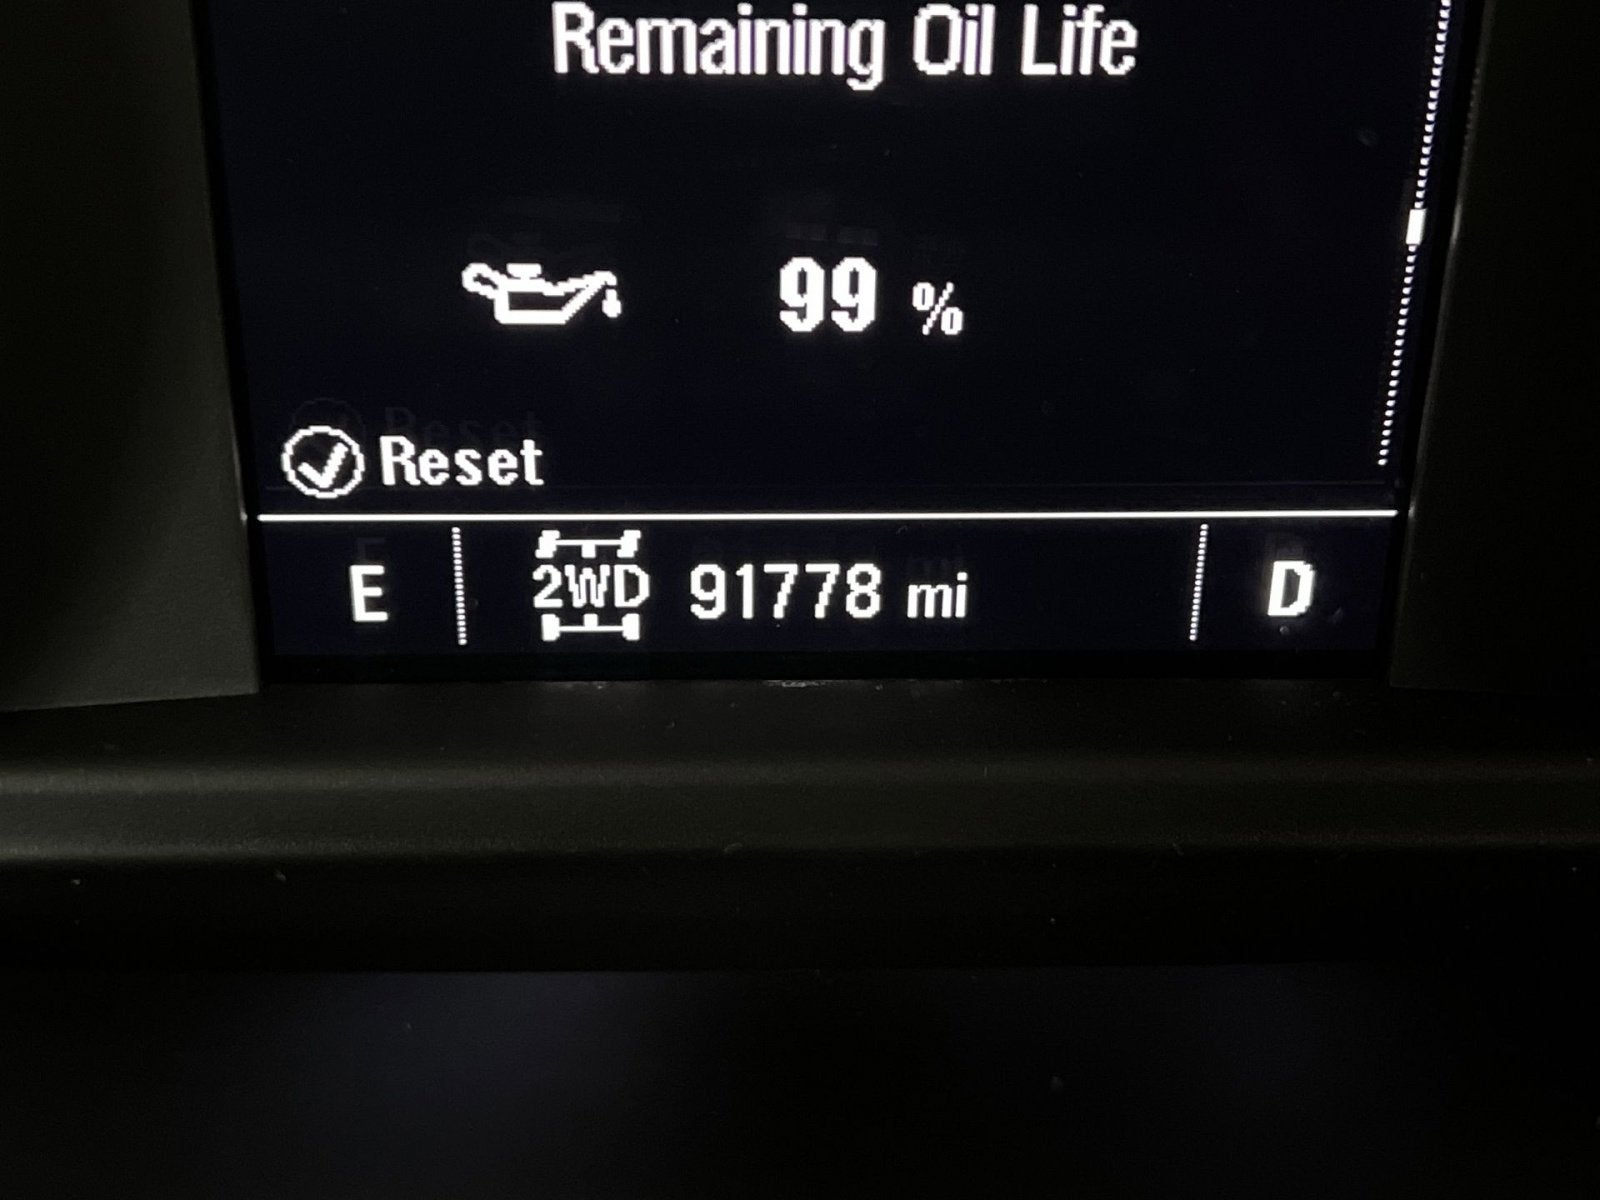 Remaining Oil Life
99 %
Reset
E 2WD 91778 mi D